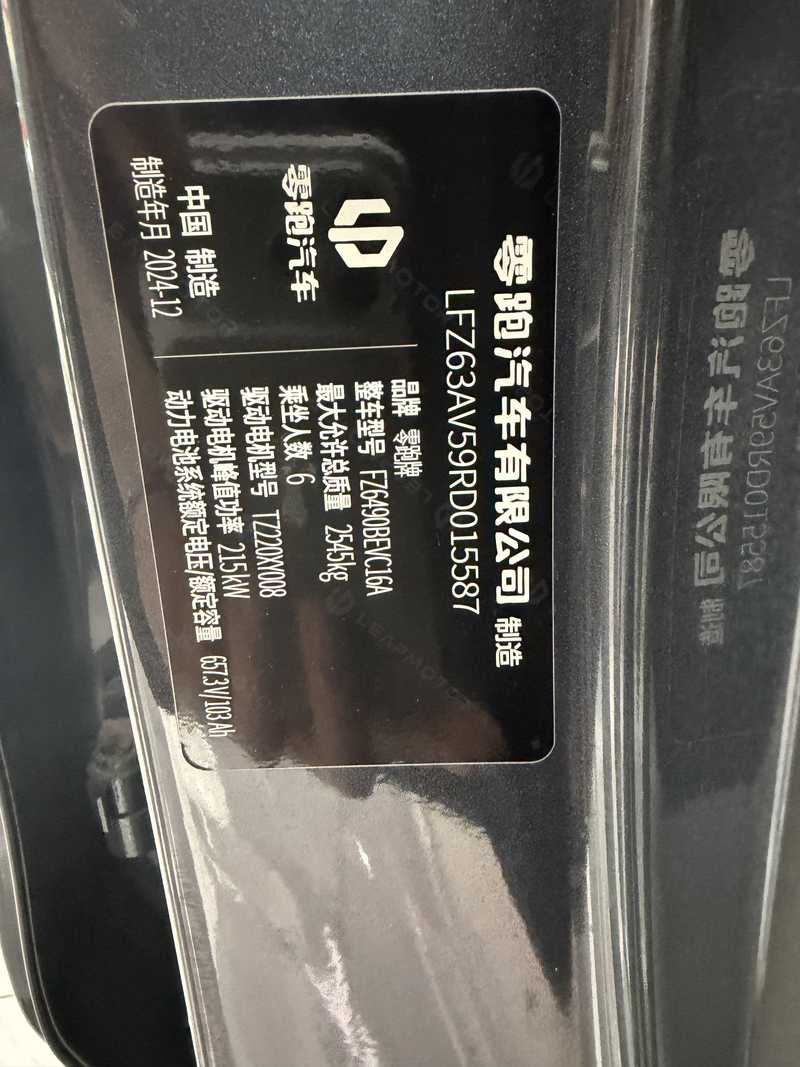 零跑汽车有限公司 制造
LFZ63AV59RD015587
零跑汽车
中国 制造
制造年月 2024-12
品牌 零跑牌
整车型号 FZ6490BEVC16A
最大允许总质量 2545kg
乘坐人数 6
驱动电机型号 TZ220W008
驱动电机峰值功率 215kW
动力电池系统额定电压/额定容量 657.3V/103Ah